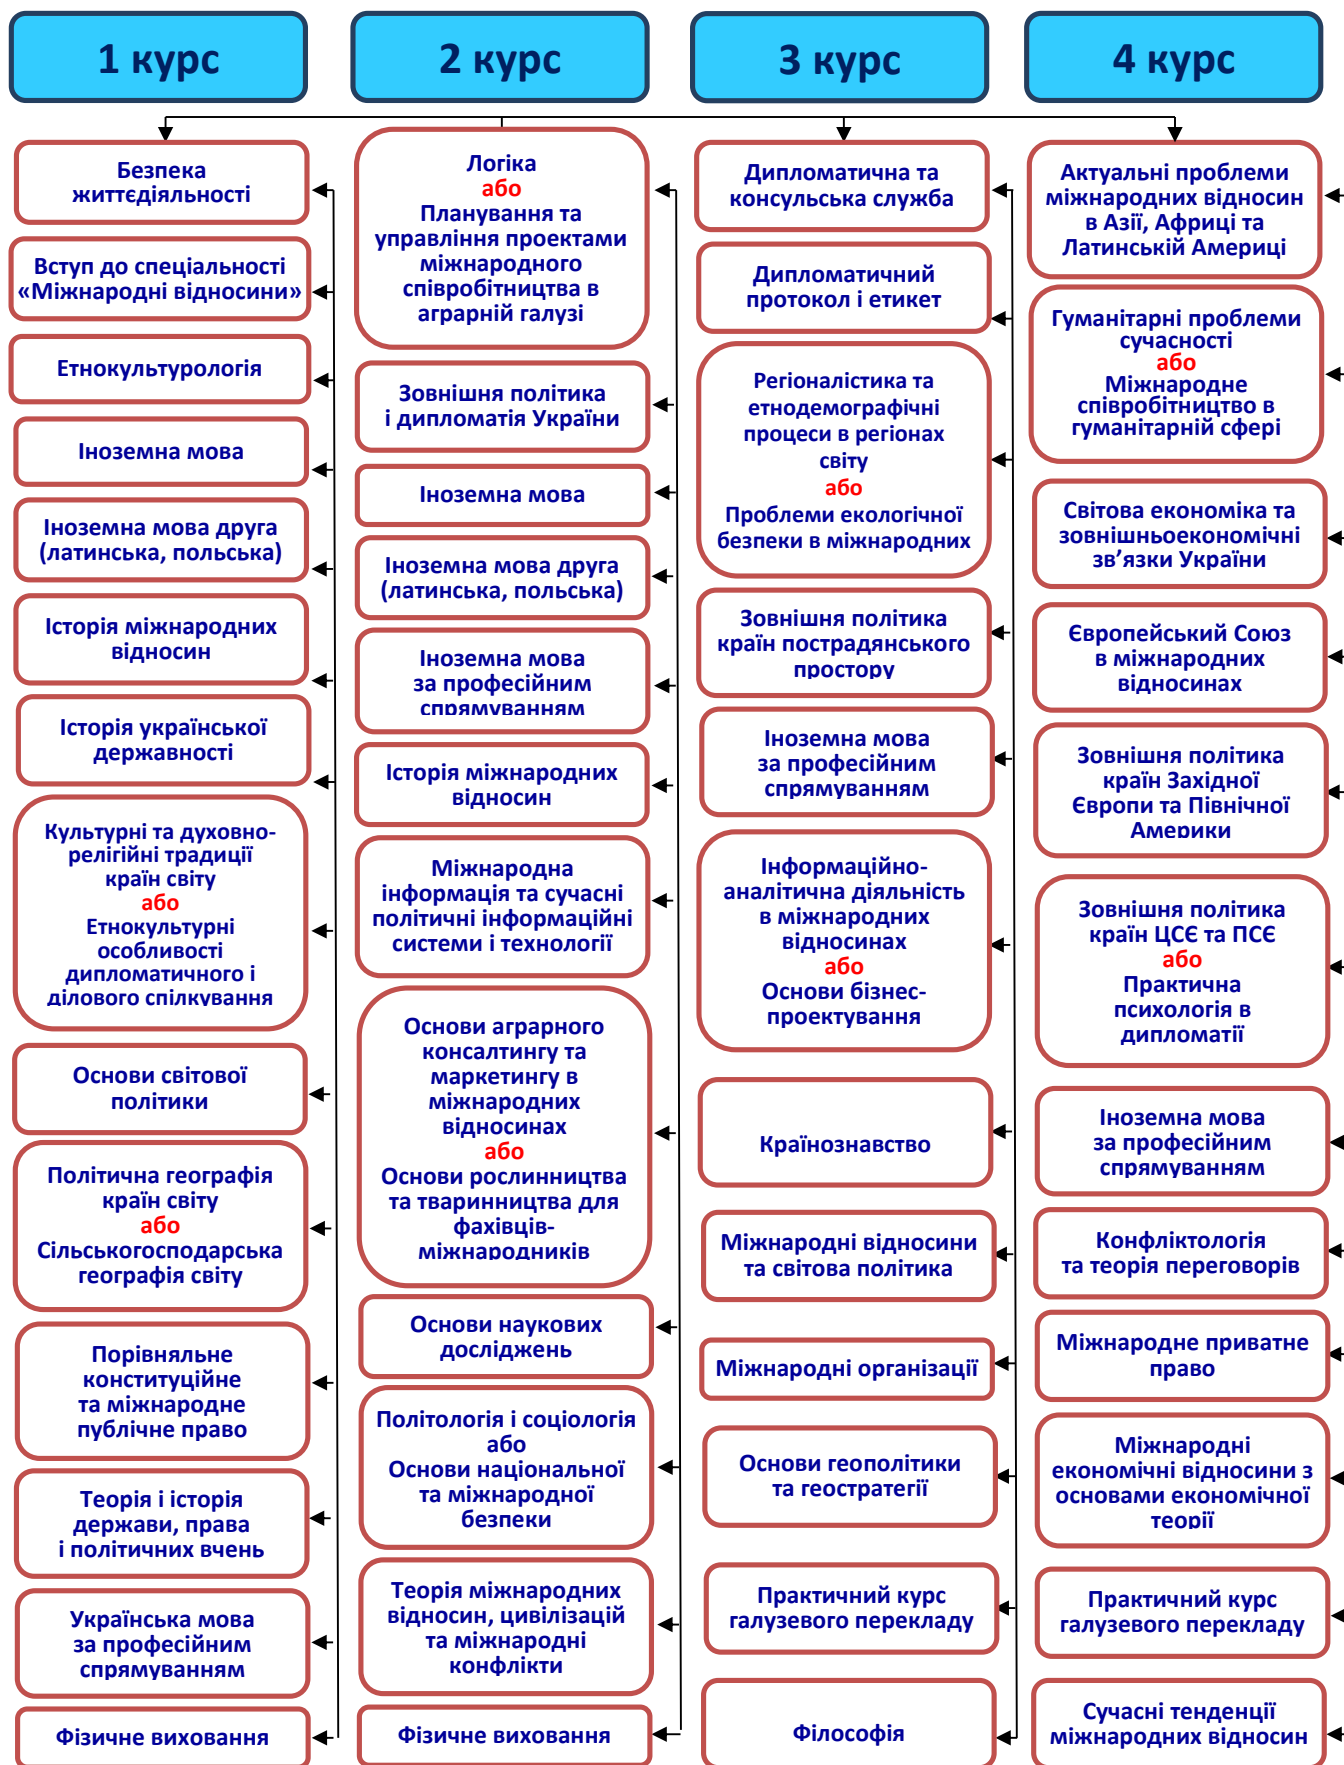 1 курс
2 курс
3 курс
4 курс
Безпека
життєдіяльності
Вступ до спеціальності
«Міжнародні відносини»
Етнокультурологія
Іноземна мова
Іноземна мова друга
(латинська, польська)
Історія міжнародних
відносин
Історія української
державності
Культурні та духовно-
релігійні традиції
країн світу
або
Етнокультурні
особливості
дипломатичного і
ділового спілкування
Основи світової
політики
Політична географія
країн світу
або
Сільськогосподарська
географія світу
Порівняльне
конституційне
та міжнародне
публічне право
Теорія і історія
держави, права
і політичних вчень
Українська мова
за професійним
спрямуванням
Фізичне виховання
Логіка
або
Планування та
управління проектами
міжнародного
співробітництва в
аграрній галузі
Зовнішня політика
і дипломатія України
Іноземна мова
Іноземна мова друга
(латинська, польська)
Іноземна мова
за професійним
спрямуванням
Історія міжнародних
відносин
Міжнародна
інформація та сучасні
політичні інформаційні
системи і технології
Основи аграрного
консалтингу та
маркетингу в
міжнародних
відносинах
або
Основи рослинництва
та тваринництва для
фахівців-
міжнародників
Основи наукових
досліджень
Політологія і соціологія
або
Основи національної
та міжнародної
безпеки
Теорія міжнародних
відносин, цивілізацій
та міжнародні
конфлікти
Фізичне виховання
Дипломатична та
консульська служба
Дипломатичний
протокол і етикет
Регіоналістика та
етнодемографічні
процеси в регіонах
світу
або
Проблеми екологічної
безпеки в міжнародних
Зовнішня політика
країн пострадянського
простору
Іноземна мова
за професійним
спрямуванням
Інформаційно-
аналітична діяльність
в міжнародних
відносинах
або
Основи бізнес-
проектування
Країнознавство
Міжнародні відносини
та світова політика
Міжнародні організації
Основи геополітики
та геостратегії
Практичний курс
галузевого перекладу
Філософія
Актуальні проблеми
міжнародних відносин
в Азії, Африці та
Латинській Америці
Гуманітарні проблеми
сучасності
або
Міжнародне
співробітництво в
гуманітарній сфері
Світова економіка та
зовнішньоекономічні
зв’язки України
Європейський Союз
в міжнародних
відносинах
Зовнішня політика
країн Західної
Європи та Північної
Америки
Зовнішня політика
країн ЦСЄ та ПСЄ
або
Практична
психологія в
дипломатії
Іноземна мова
за професійним
спрямуванням
Конфліктологія
та теорія переговорів
Міжнародне приватне
право
Міжнародні
економічні відносини з
основами економічної
теорії
Практичний курс
галузевого перекладу
Сучасні тенденції
міжнародних відносин